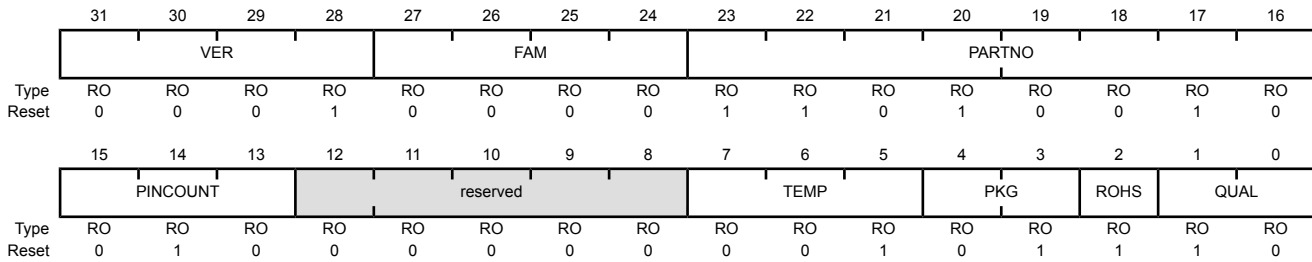 31 30 29 28 27 26 25 24 23 22 21 20 19 18 17 16
VER FAM PARTNO
Type RO RO RO RO RO RO RO RO RO RO RO RO RO RO RO RO
Reset 0 0 0 1 0 0 0 0 1 1 0 1 0 0 1 0
15 14 13 12 11 10 9 8 7 6 5 4 3 2 1 0
PINCOUNT reserved TEMP PKG ROHS QUAL
Type RO RO RO RO RO RO RO RO RO RO RO RO RO RO RO RO
Reset 0 1 0 0 0 0 0 0 0 0 1 0 1 1 1 0